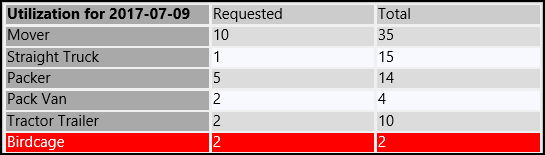 Utilization for 2017-07-09 Requested Total
Mover 10 35
Straight Truck 1 15
Packer 5 14
Pack Van 2 4
Tractor Trailer 2 10
Birdcage 2 2